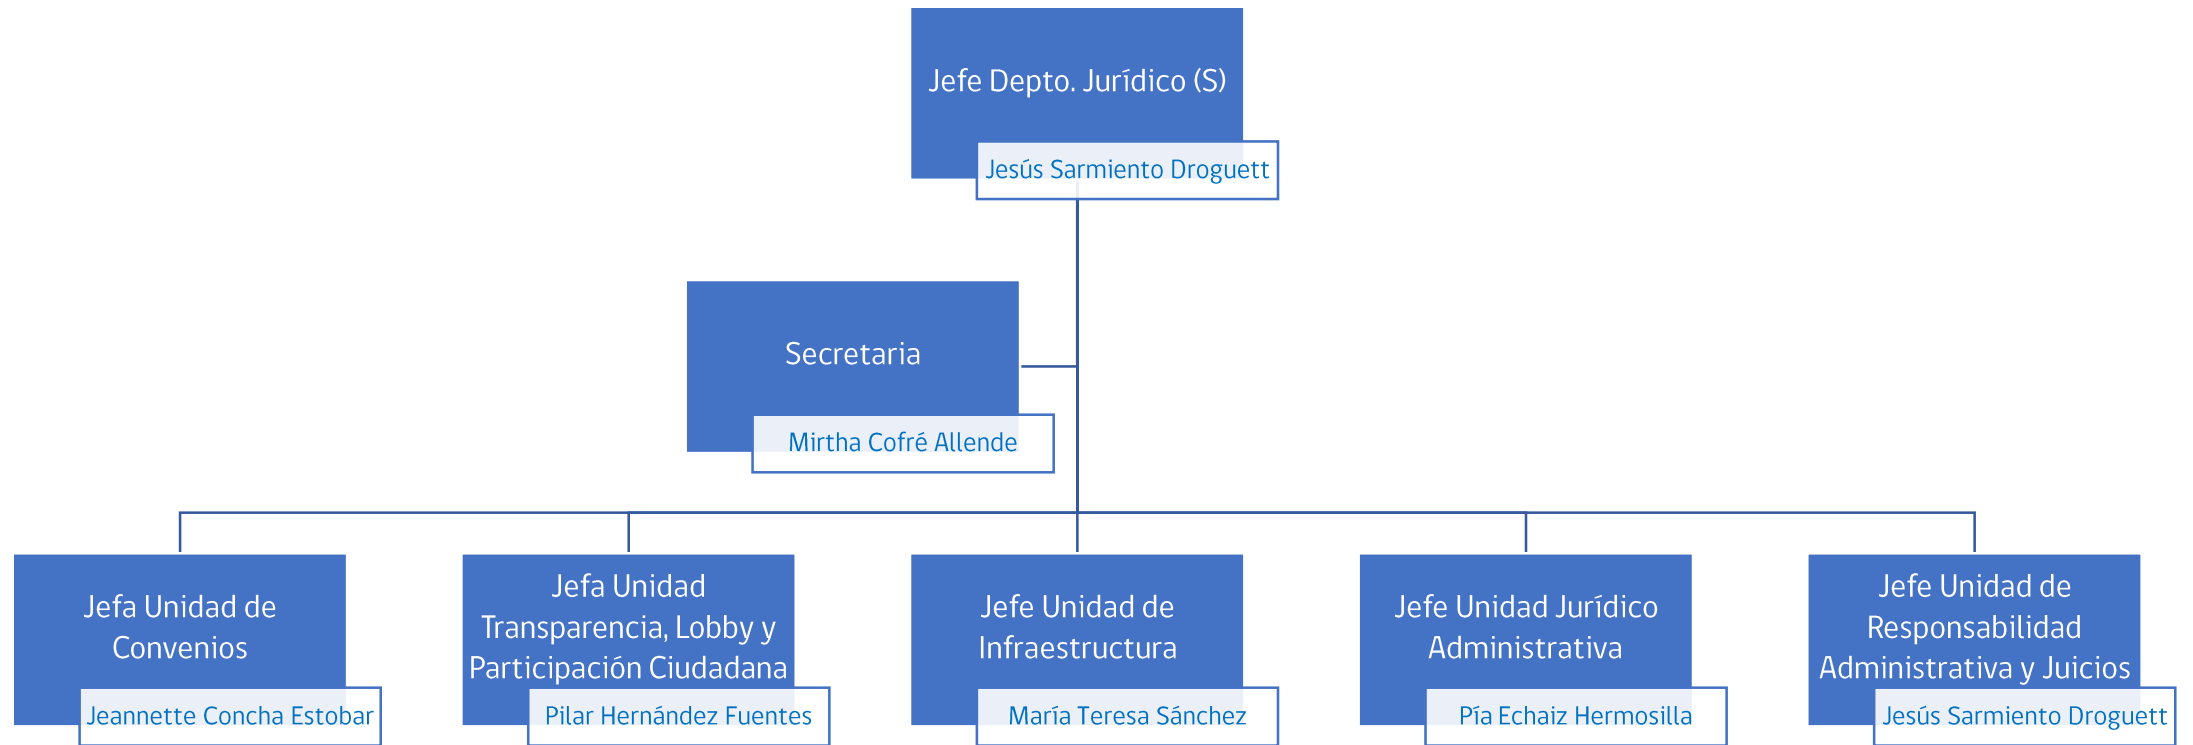 Jefe Depto. Jurídico (S)
Jesús Sarmiento Droguett
Secretaria
Mirtha Cofré Allende
Jefa Unidad de
Convenios
Jeannette Concha Estobar
Jefa Unidad
Transparencia, Lobby y
Participación Ciudadana
Pilar Hernández Fuentes
Jefe Unidad de
Infraestructura
María Teresa Sánchez
Jefe Unidad Jurídico
Administrativa
Pía Echaiz Hermosilla
Jefe Unidad de
Responsabilidad
Administrativa y Juicios
Jesús Sarmiento Droguett